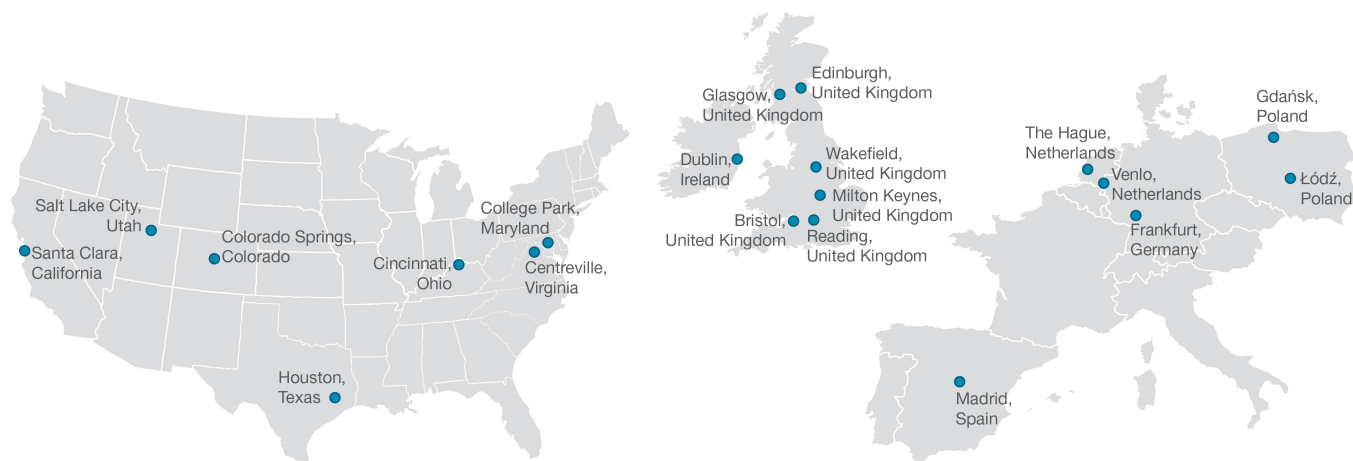 Salt Lake City,
Utah
Santa Clara,
California
Colorado Springs,
Colorado
Houston,
Texas
Cincinnati,
Ohio
College Park,
Maryland
Centreville,
Virginia
Glasgow,
United Kingdom
Edinburgh,
United Kingdom
Dublin,
Ireland
Wakefield,
United Kingdom
Milton Keynes,
United Kingdom
Bristol,
United Kingdom
Reading,
United Kingdom
The Hague,
Netherlands
Venlo,
Netherlands
Frankfurt,
Germany
Gdańsk,
Poland
Łódź,
Poland
Madrid,
Spain